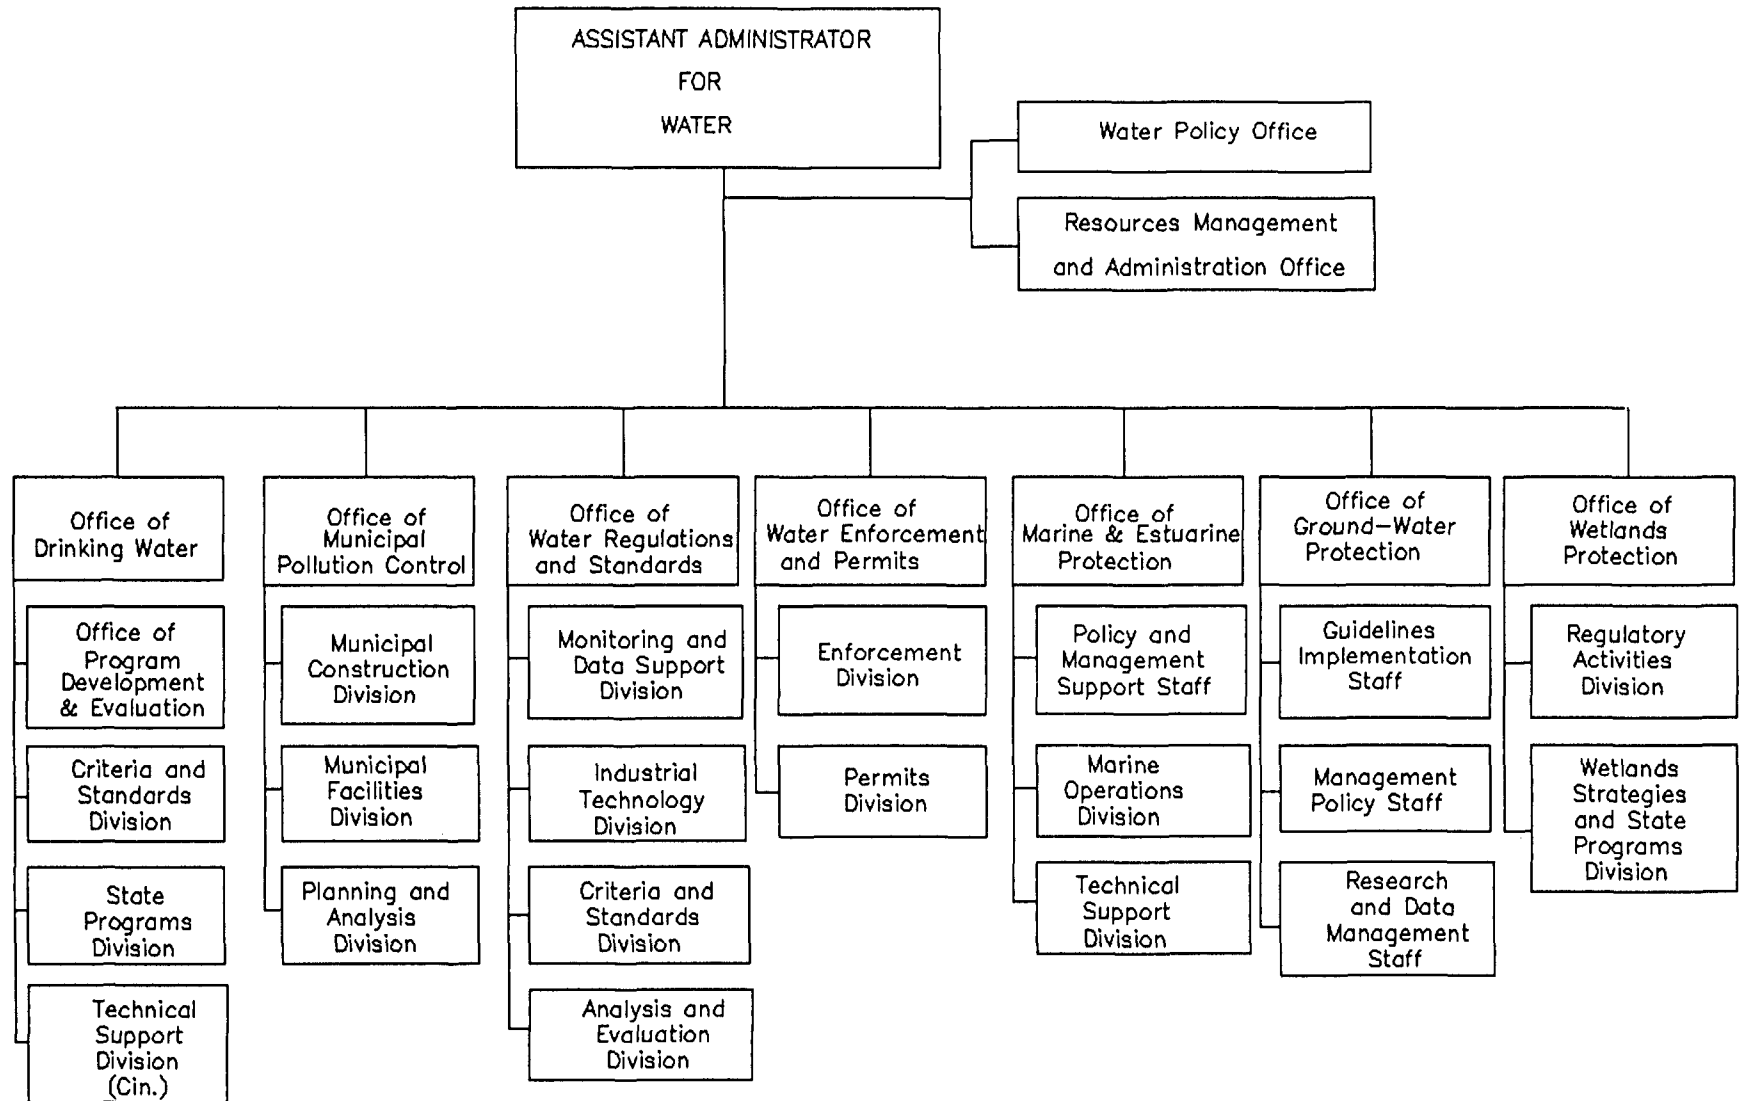 ASSISTANT ADMINISTRATOR
FOR
WATER
Water Policy Office
Resources Management
and Administration Office
Office of
Drinking Water
Office of
Program
Development
& Evaluation
Criteria and
Standards
Division
State
Programs
Division
Technical
Support
Division
(Cin.)
Office of
Municipal
Pollution Control
Municipal
Construction
Division
Municipal
Facilities
Division
Planning and
Analysis
Division
Office of
Water Regulations
and Standards
Monitoring and
Data Support
Division
Industrial
Technology
Division
Criteria and
Standards
Division
Analysis and
Evaluation
Division
Office of
Water Enforcement
and Permits
Enforcement
Division
Permits
Division
Office of
Marine & Estuarine
Protection
Policy and
Management
Support Staff
Marine
Operations
Division
Technical
Support
Division
Office of
Ground-Water
Protection
Guidelines
Implementation
Staff
Management
Policy Staff
Research
and Data
Management
Staff
Office of
Wetlands
Protection
Regulatory
Activities
Division
Wetlands
Strategies
and State
Programs
Division